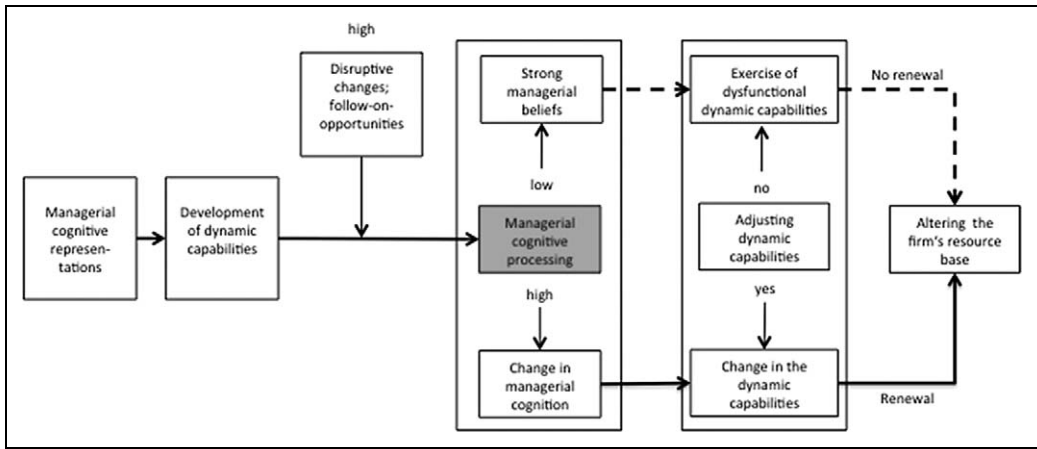 high
Disruptive
changes;
follow-on-
opportunities
Managerial
cognitive
represen-
tations
Development
of dynamic
capabilities
Strong
managerial
beliefs
low
Managerial
cognitive
processing
high
Change in
managerial
cognition
Exercise of
dysfunctional
dynamic capabilities
no
Adjusting
dynamic
capabilities
yes
Change in the
dynamic
capabilities
No renewal
Altering the
firm's resource
base
Renewal